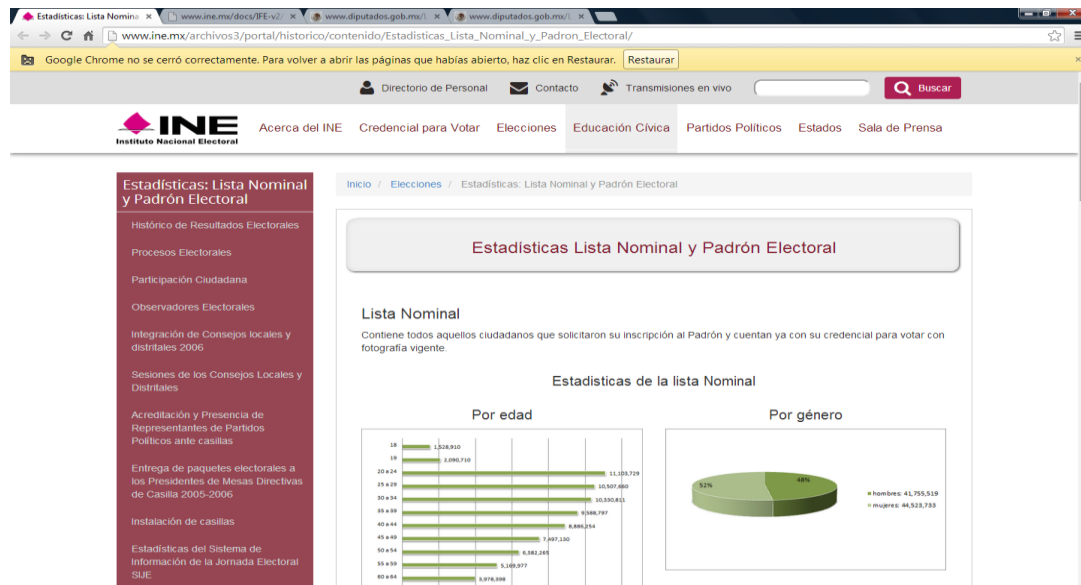 Estadísticas: Lista Nomina
www.ine.mx/docs/IFE-v2/
www.diputados.gob.mx/L
www.diputados.gob.mx/L
www.ine.mx/archivos3/portal/historico/contenido/Estadisticas_Lista_Nominal_y_Padron_Electoral/
Google Chrome no se cerró correctamente. Para volver a abrir las páginas que habías abierto, haz clic en Restaurar. Restaurar
Directorio de Personal Contacto Transmisiones en vivo Buscar
INE
Instituto Nacional Electoral
Acerca del INE Credencial para Votar Elecciones Educación Cívica Partidos Políticos Estados Sala de Prensa
Estadísticas: Lista Nominal
y Padrón Electoral
Histórico de Resultados Electorales
Procesos Electorales
Participación Ciudadana
Observadores Electorales
Integración de Consejos locales y
distritales 2006
Sesiones de los Consejos Locales y
Distritales
Acreditación y Presencia de
Representantes de Partidos
Políticos ante casillas
Entrega de paquetes electorales a
los Presidentes de Mesas Directivas
de Casilla 2005-2006
Instalación de casillas
Estadísticas del Sistema de
Información de la Jornada Electoral
SIJE
Inicio / Elecciones / Estadísticas: Lista Nominal y Padrón Electoral
Estadísticas Lista Nominal y Padrón Electoral
Lista Nominal
Contiene todos aquellos ciudadanos que solicitaron su inscripción al Padrón y cuentan ya con su credencial para votar con
fotografía vigente.
Estadisticas de la lista Nominal
Por edad
18 1,528,910
19 2,090,710
20 a 24 11,103,729
25 a 29 10,507,660
30 a 34 10,330,811
35 a 39 9,588,797
40 a 44 8,886,254
45 a 49 7,497,130
50 a 54 6,582,265
55 a 59 5,169,977
60 a 64 3,978,398
Por género
52% 48%
hombres: 41,755,519
mujeres: 44,523,733